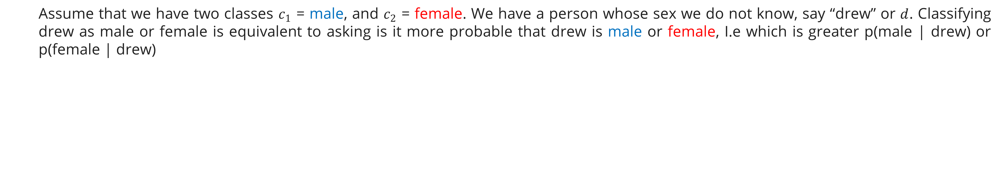 Assume that we have two classes c₁ = male, and c₂ = female. We have a person whose sex we do not know, say “drew” or d. Classifying
drew as male or female is equivalent to asking is it more probable that drew is male or female, I.e which is greater p(male | drew) or
p(female | drew)